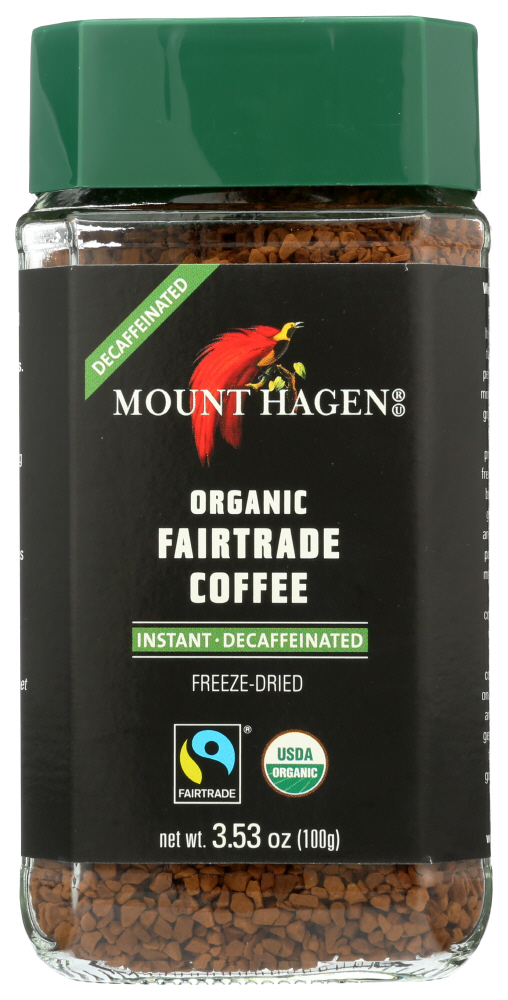 DECAFFEINATED
MOUNT HAGEN®
U
ORGANIC
FAIRTRADE
COFFEE
INSTANT · DECAFFEINATED
FREEZE-DRIED
®
FAIRTRADE
USDA
ORGANIC
net wt. 3.53 oz (100g)